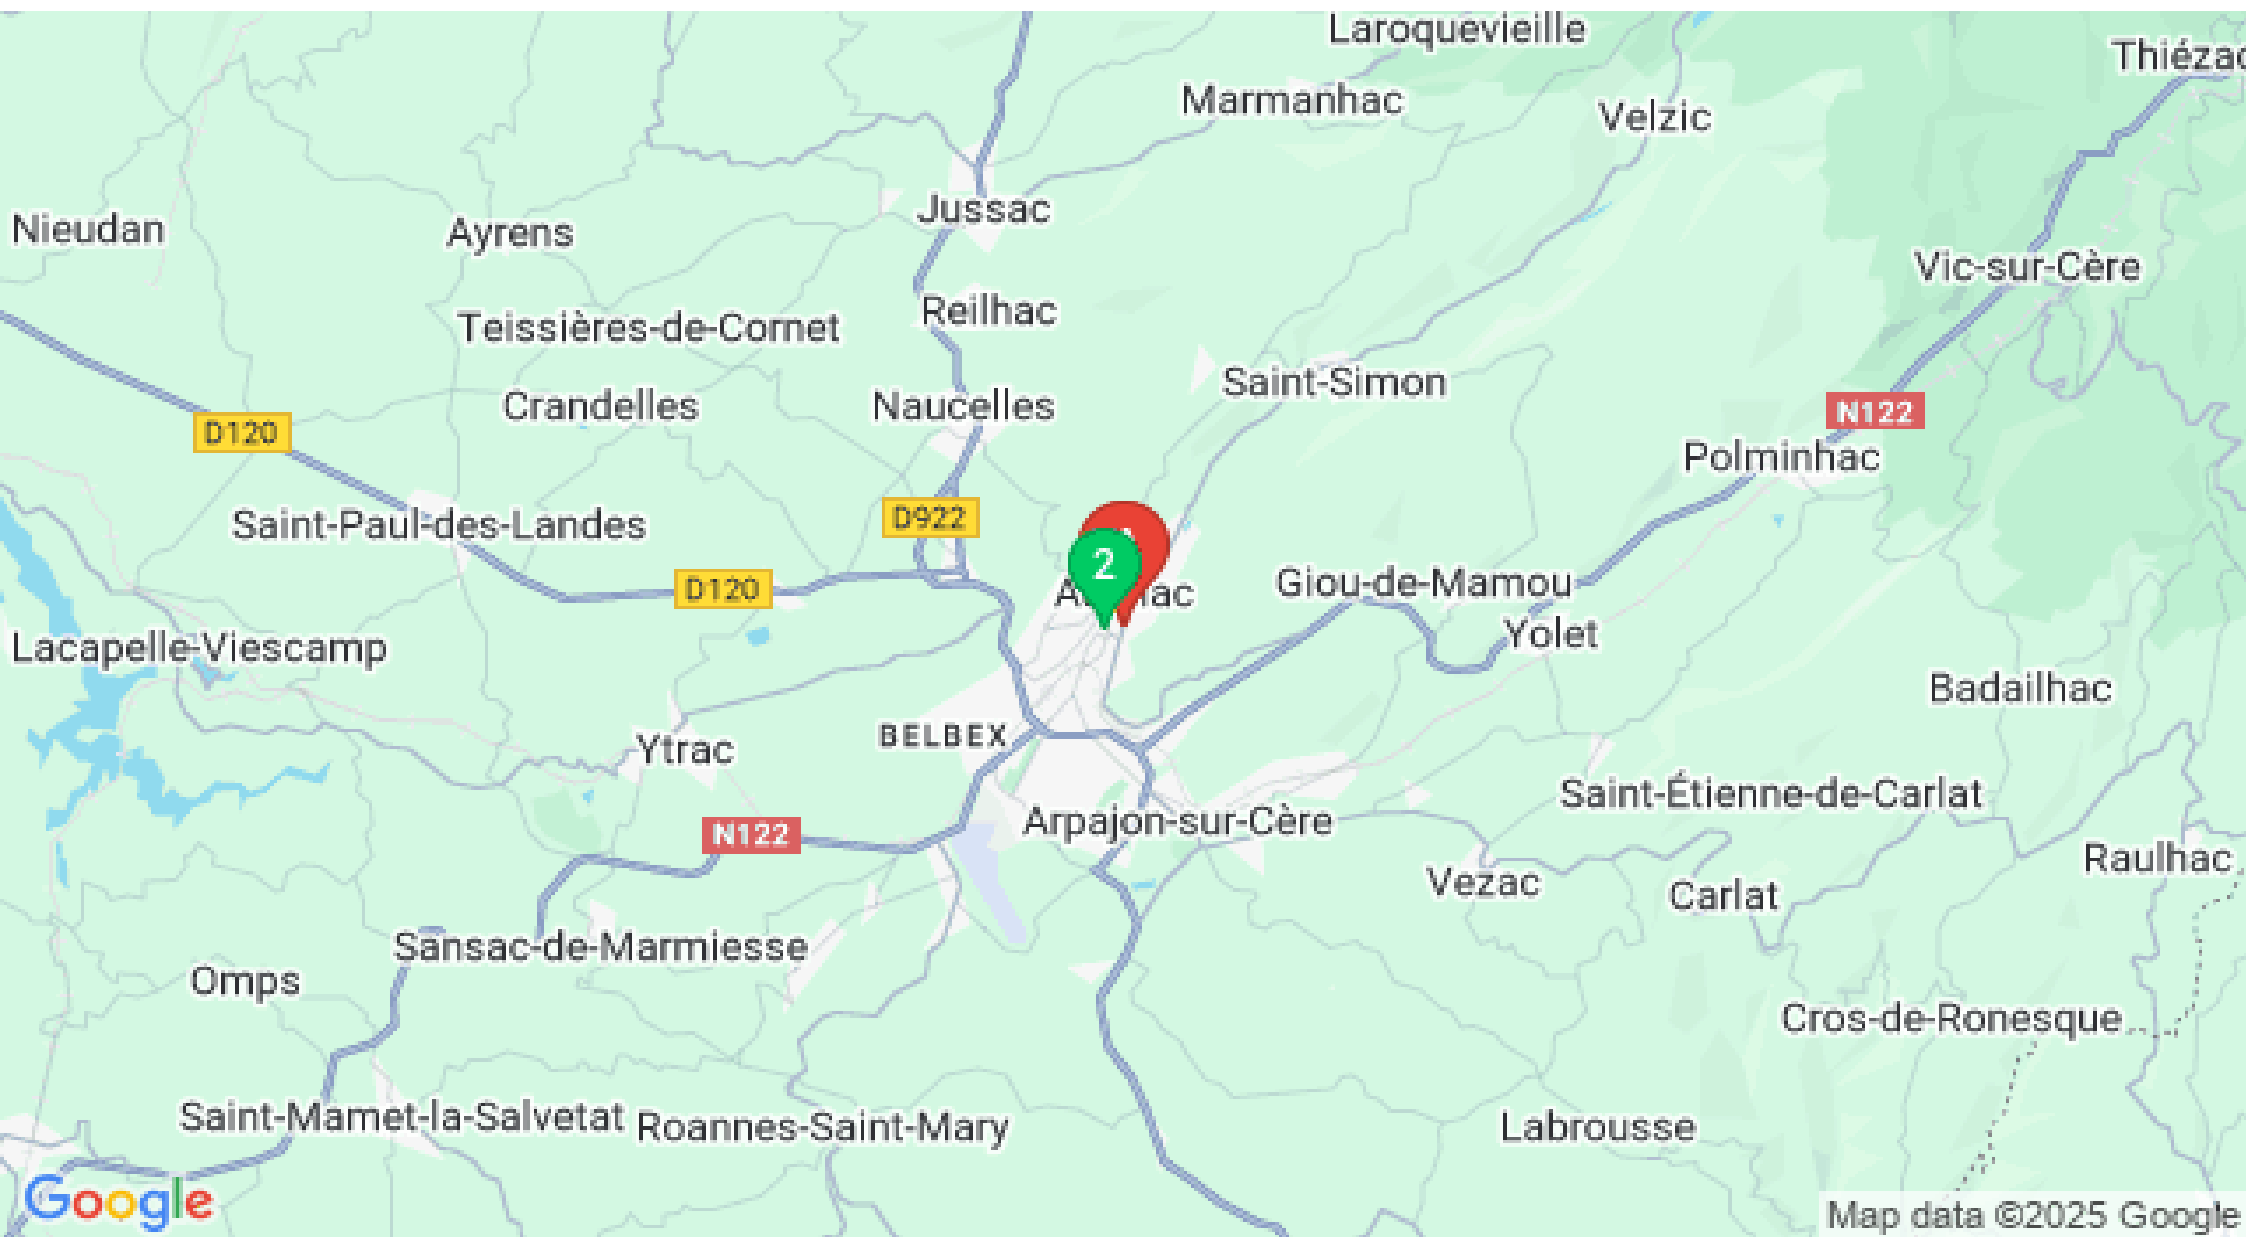 Laroquevieille
Thiézac
Marmanhac
Velzic
Jussac
Nieudan
Ayrens
Vic-sur-Cère
Reilhac
Teissières-de-Cornet
Saint-Simon
Crandelles
Naucelles
N122
D120
Polminhac
D922
Saint-Paul-des-Landes
2
D120
Giou-de-Mamou
Yolet
Lacapelle-Viescamp
Badailhac
BELBEX
Ytrac
Saint-Étienne-de-Carlat
Arpajon-sur-Cère
N122
Raulhac
Vezac
Carlat
Sansac-de-Marmiesse
Omps
Cros-de-Ronesque
Saint-Mamet-la-Salvetat
Roannes-Saint-Mary
Labrousse
Google
Map data ©2025 Google